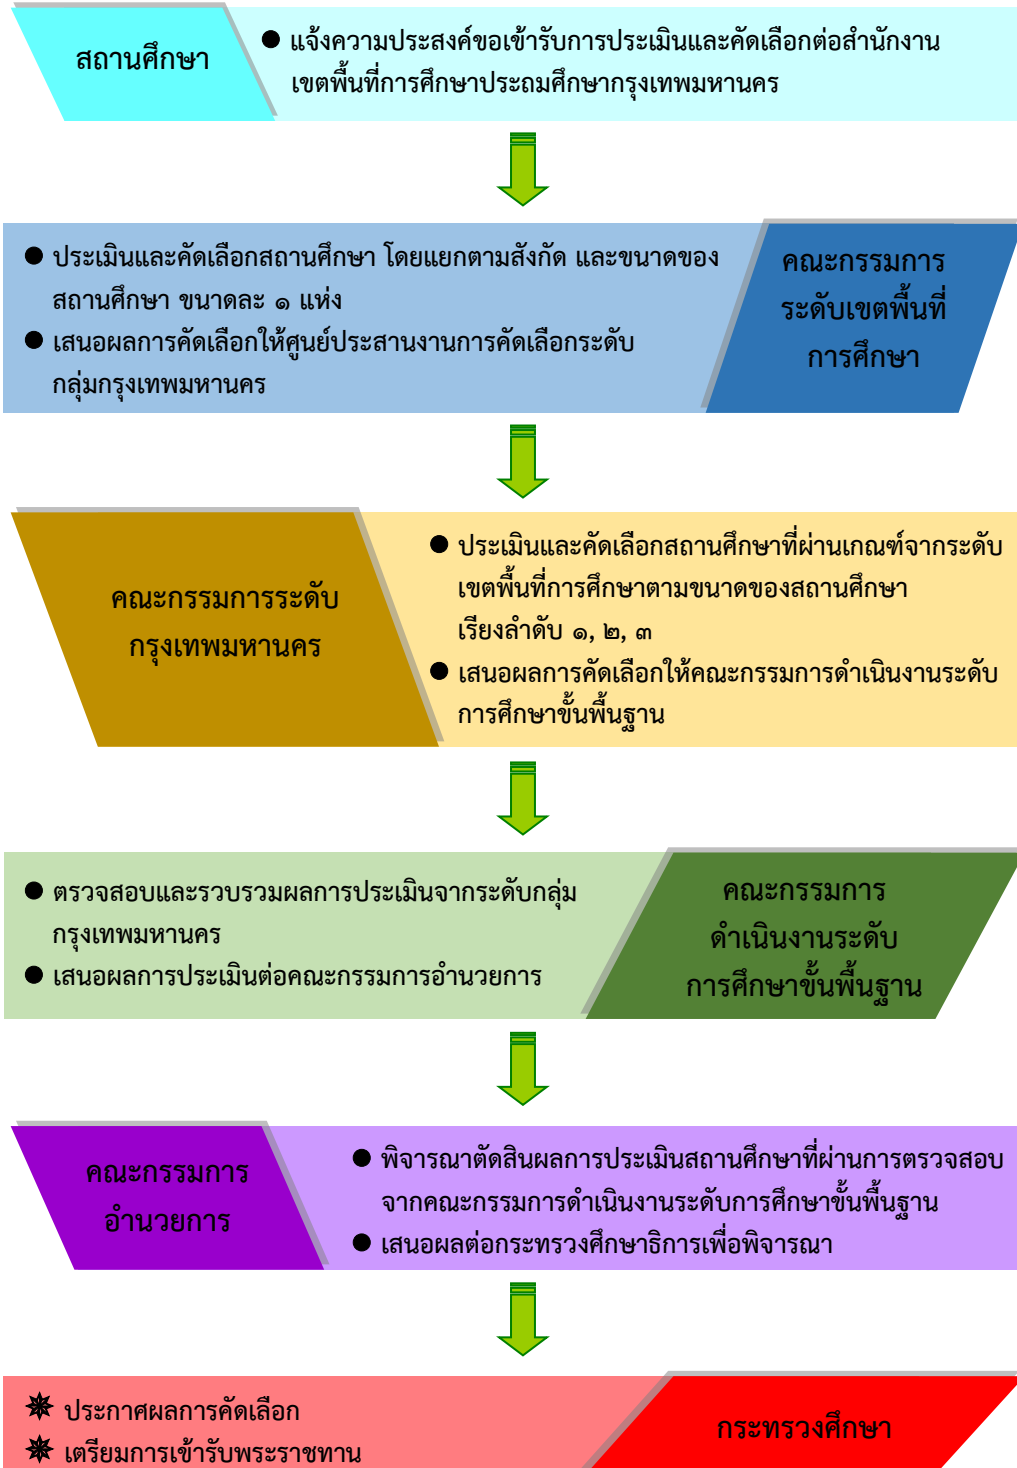 สถานศึกษา
● แจ้งความประสงค์ขอเข้ารับการประเมินและคัดเลือกต่อสำนักงาน
เขตพื้นที่การศึกษาประถมศึกษากรุงเทพมหานคร
● ประเมินและคัดเลือกสถานศึกษา โดยแยกตามสังกัด และขนาดของ
สถานศึกษา ขนาดละ ๑ แห่ง
● เสนอผลการคัดเลือกให้ศูนย์ประสานงานการคัดเลือกระดับ
กลุ่มกรุงเทพมหานคร
คณะกรรมการ
ระดับเขตพื้นที่
การศึกษา
คณะกรรมการระดับ
กรุงเทพมหานคร
● ประเมินและคัดเลือกสถานศึกษาที่ผ่านเกณฑ์จากระดับ
เขตพื้นที่การศึกษาตามขนาดของสถานศึกษา
เรียงลำดับ ๑, ๒, ๓
● เสนอผลการคัดเลือกให้คณะกรรมการดำเนินงานระดับ
การศึกษาขั้นพื้นฐาน
● ตรวจสอบและรวบรวมผลการประเมินจากระดับกลุ่ม
กรุงเทพมหานคร
● เสนอผลการประเมินต่อคณะกรรมการอำนวยการ
คณะกรรมการ
ดำเนินงานระดับ
การศึกษาขั้นพื้นฐาน
คณะกรรมการ
อำนวยการ
● พิจารณาตัดสินผลการประเมินสถานศึกษาที่ผ่านการตรวจสอบ
จากคณะกรรมการดำเนินงานระดับการศึกษาขั้นพื้นฐาน
● เสนอผลต่อกระทรวงศึกษาธิการเพื่อพิจารณา
✵ ประกาศผลการคัดเลือก
✵ เตรียมการเข้ารับพระราชทาน
กระทรวงศึกษา